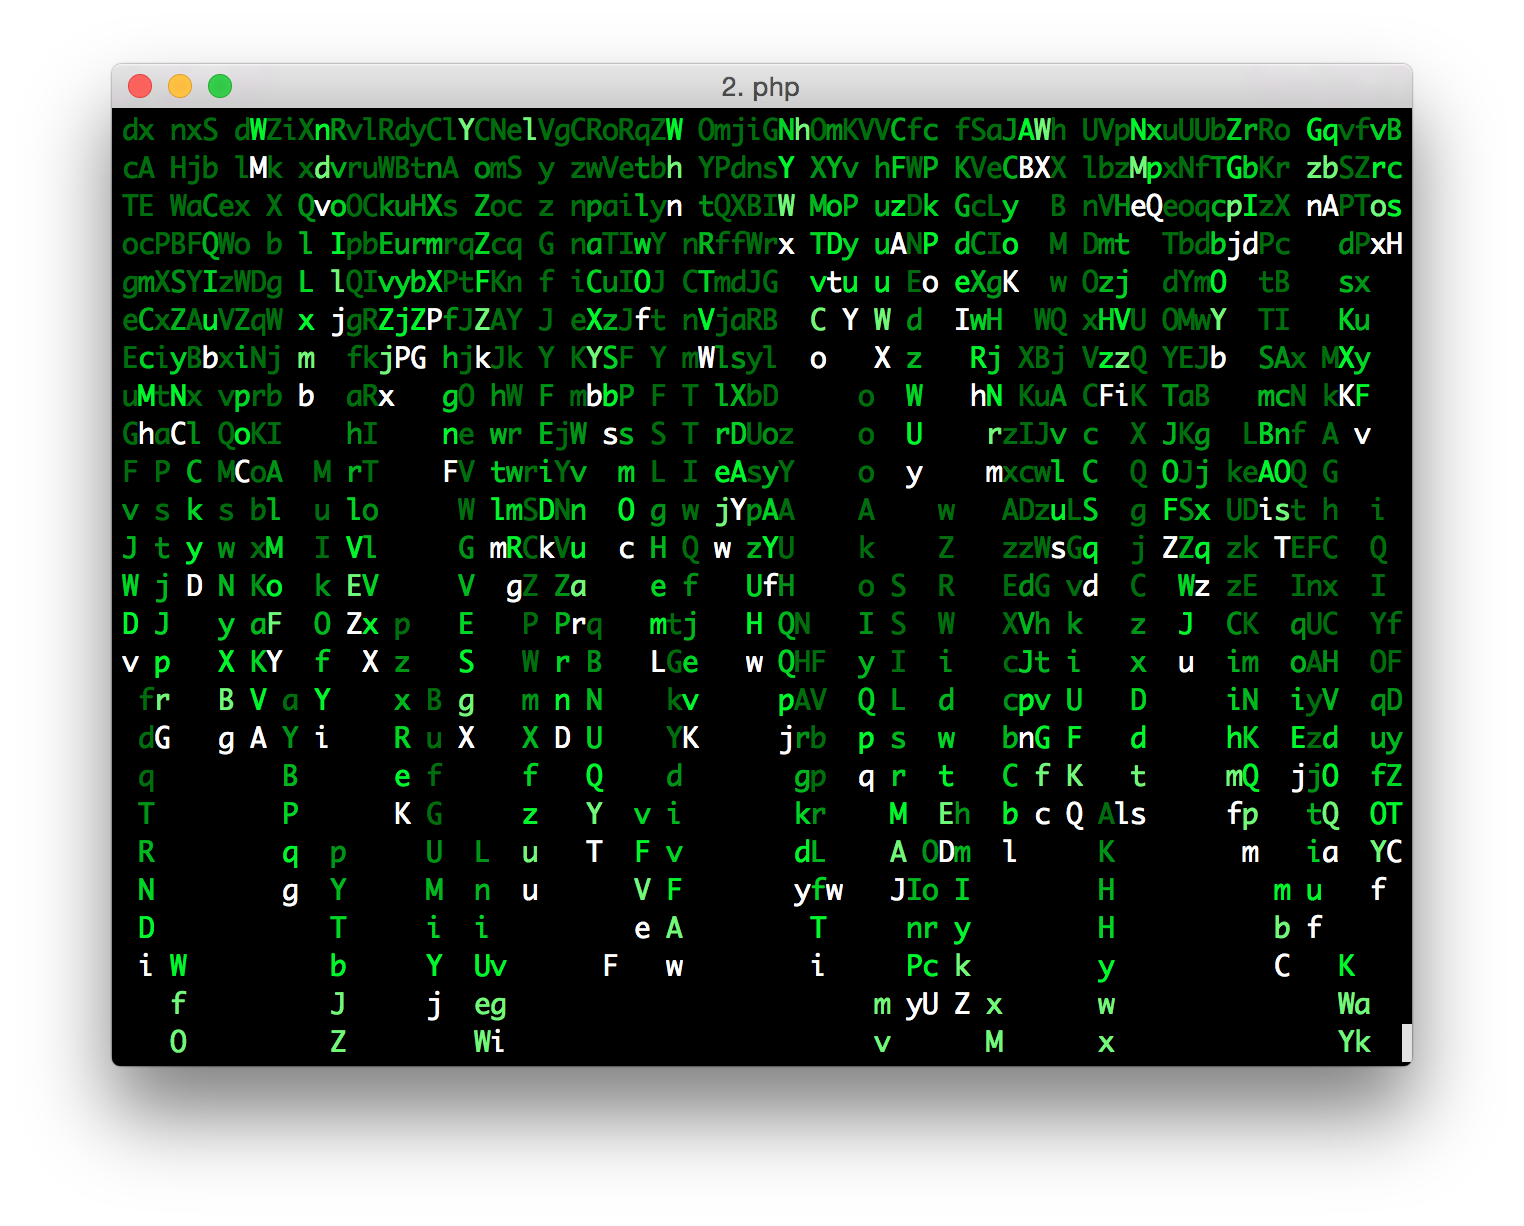 2. php
dx nxS dWZiXnRvlRdyClYCNelVgCRoRqZW OmjiGNhOmKVVCfc fSaJAWh UVpNxuUUbZrRo GqvfvB
cA Hjb lMk xdvruWBtnA omS y zwVetbh YPdnsY XYv hFWP KVeCBXX lbzMpxNfTGbKr zbSZrc
TE WaCex X QvoOCkuHXs Zoc z npailyn tQXBIW MoP uzDk GcLy  B nVHeQeoqcpIzX nAPTos
ocPBFQWo b l IpbEurmrqZcq G naTIwY nRffWrx TDy uANP dCIo  M Dmt TbdbjdPc   dPxH
gmXSYIzWDg L lQIvybXPtFKn f iCuIOJ CTmdJG  vtu u Eo eXgK  w Ozj  dYmO  tB   sx
eCxZAuVZqW x jgRZjZPfJZAY J eXzJft nVjaRB  C Y W d  IwH  WQ xHVU OMwY  TI   Ku
EciyBbxiNj m  fkjPG hjkJk Y KYSF Y mWlsyl  o   X z   Rj XBj VzzQ YEJb  SAx MXy
uMtNx vprb b  aRx   gO hW F mbbP F T lXbD     o  W   hN KuA CFiK TaB   mcN kKF
GhaCl QoKI    hI    ne wr EjW ss S T rDUoz    o  U    rzIJv c  X JKg  LBnf A v
F P C MCoA  M rT    FV twriYv  m L I eAsyY    o  y    mxcwl C  Q OJj keAOQ G
v s k s bl  u lo     W lmSDNn  O g w jYpAA    A    w   ADzuLS  g FSx UDist h  i
J t y w xM  I Vl     G mRCkVu  c H Q w zYU    k    Z   zzWsGq  j ZZq zk TEFC  Q
W j D N Ko  k EV     V  gZ Za    e f   UfH    o S  R   EdG vd  C  Wz zE  Inx  I
D J   y aF  O Zx p   E   P Prq   mtj   H QN   I S  W   XVh k   z  J  CK  qUC  Yf
v p   X KY  f  X z   S   W r B   LGe   w QHF  y I  i   cJt i   x  u  im  oAH  OF
 fr   B V a Y    x B g   m n N    kv     pAV  Q L  d   cpv U   D     iN  iyV  qD
 dG   g A Y i    R u X   X D U    YK     jrb  p s  w   bnG F   d     hK  Ezd  uy
 q        B      e f     f   Q    d       gp  q r  t   C f K   t     mQ  jjO  fZ
 T        P      K G     z   Y  v i       kr    M  Eh  b c Q Als     fp   tQ  OT
 R        q  p     U  L  u   T  F v       dL    A ODm  l     K        m   ia  YC
 N        g  Y     M  n  u      V F       yfw   JIo I        H          m u   f
 D           T     i  i         e A        T     nr y        H          b f
 i W         b     Y  Uv      F   w        i     Pc k        y          C   K
   f         J     j  eg                       m yU Z x      w              Wa
   O         Z        Wi                       v      M      x              Yk